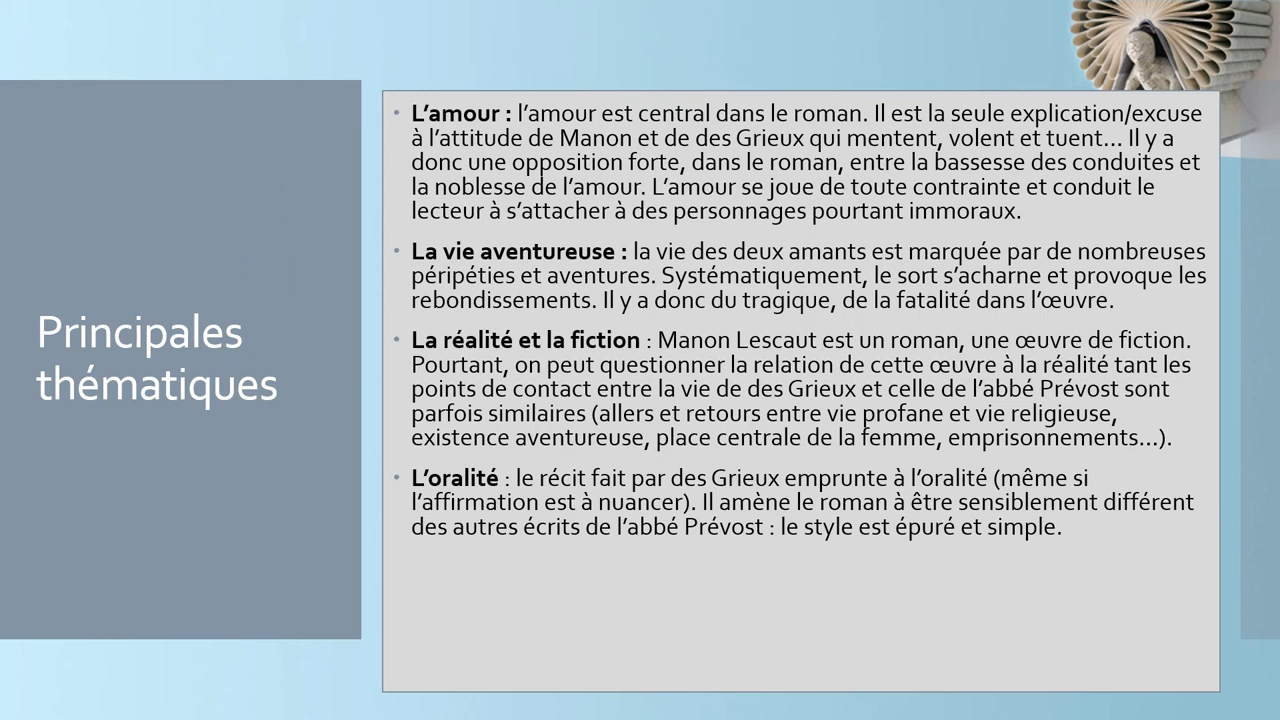 Principales
thématiques
• L’amour : l’amour est central dans le roman. Il est la seule explication/excuse
à l’attitude de Manon et de des Grieux qui mentent, volent et tuent… Il y a
donc une opposition forte, dans le roman, entre la bassesse des conduites et
la noblesse de l’amour. L’amour se joue de toute contrainte et conduit le
lecteur à s’attacher à des personnages pourtant immoraux.
• La vie aventureuse : la vie des deux amants est marquée par de nombreuses
péripéties et aventures. Systématiquement, le sort s’acharne et provoque les
rebondissements. Il y a donc du tragique, de la fatalité dans l’œuvre.
• La réalité et la fiction : Manon Lescaut est un roman, une œuvre de fiction.
Pourtant, on peut questionner la relation de cette œuvre à la réalité tant les
points de contact entre la vie de des Grieux et celle de l’abbé Prévost sont
parfois similaires (allers et retours entre vie profane et vie religieuse,
existence aventureuse, place centrale de la femme, emprisonnements…).
• L’oralité : le récit fait par des Grieux emprunte à l’oralité (même si
l’affirmation est à nuancer). Il amène le roman à être sensiblement différent
des autres écrits de l’abbé Prévost : le style est épuré et simple.